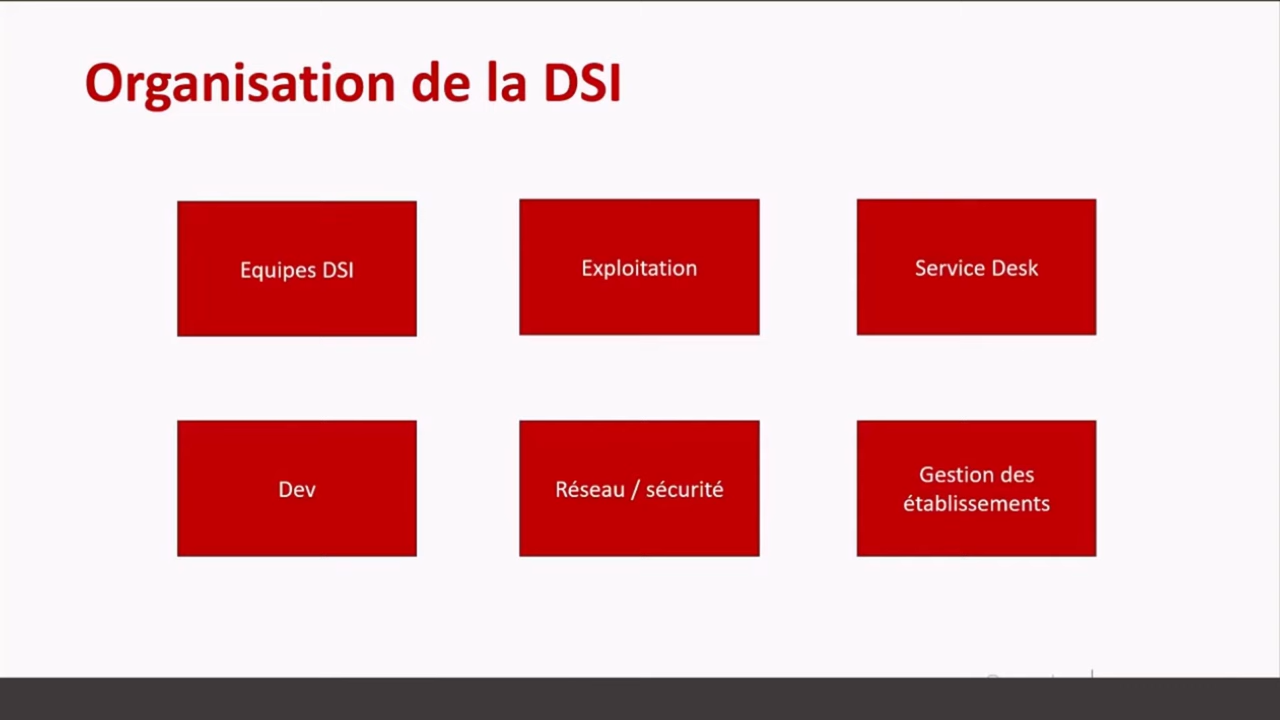 Organisation de la DSI
Equipes DSI
Exploitation
Service Desk
Dev
Réseau / sécurité
Gestion des
établissements